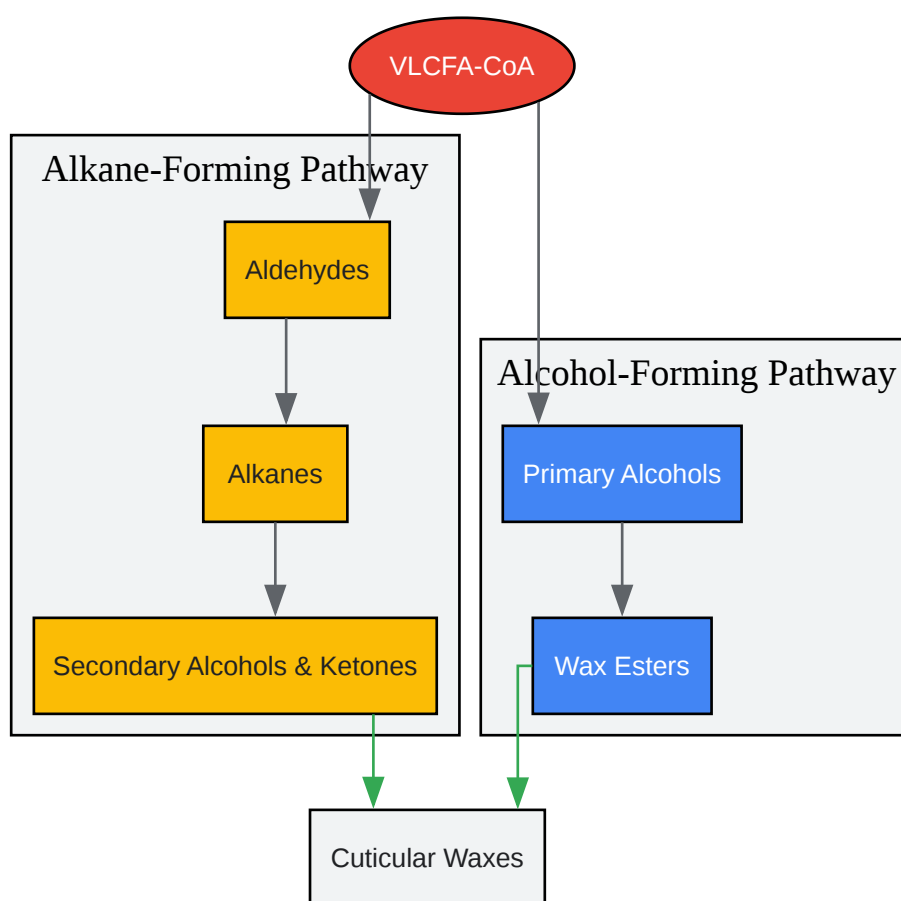 VLCFA-CoA
Alkane-Forming Pathway
Aldehydes
Alkanes
Secondary Alcohols & Ketones
Alcohol-Forming Pathway
Primary Alcohols
Wax Esters
Cuticular Waxes